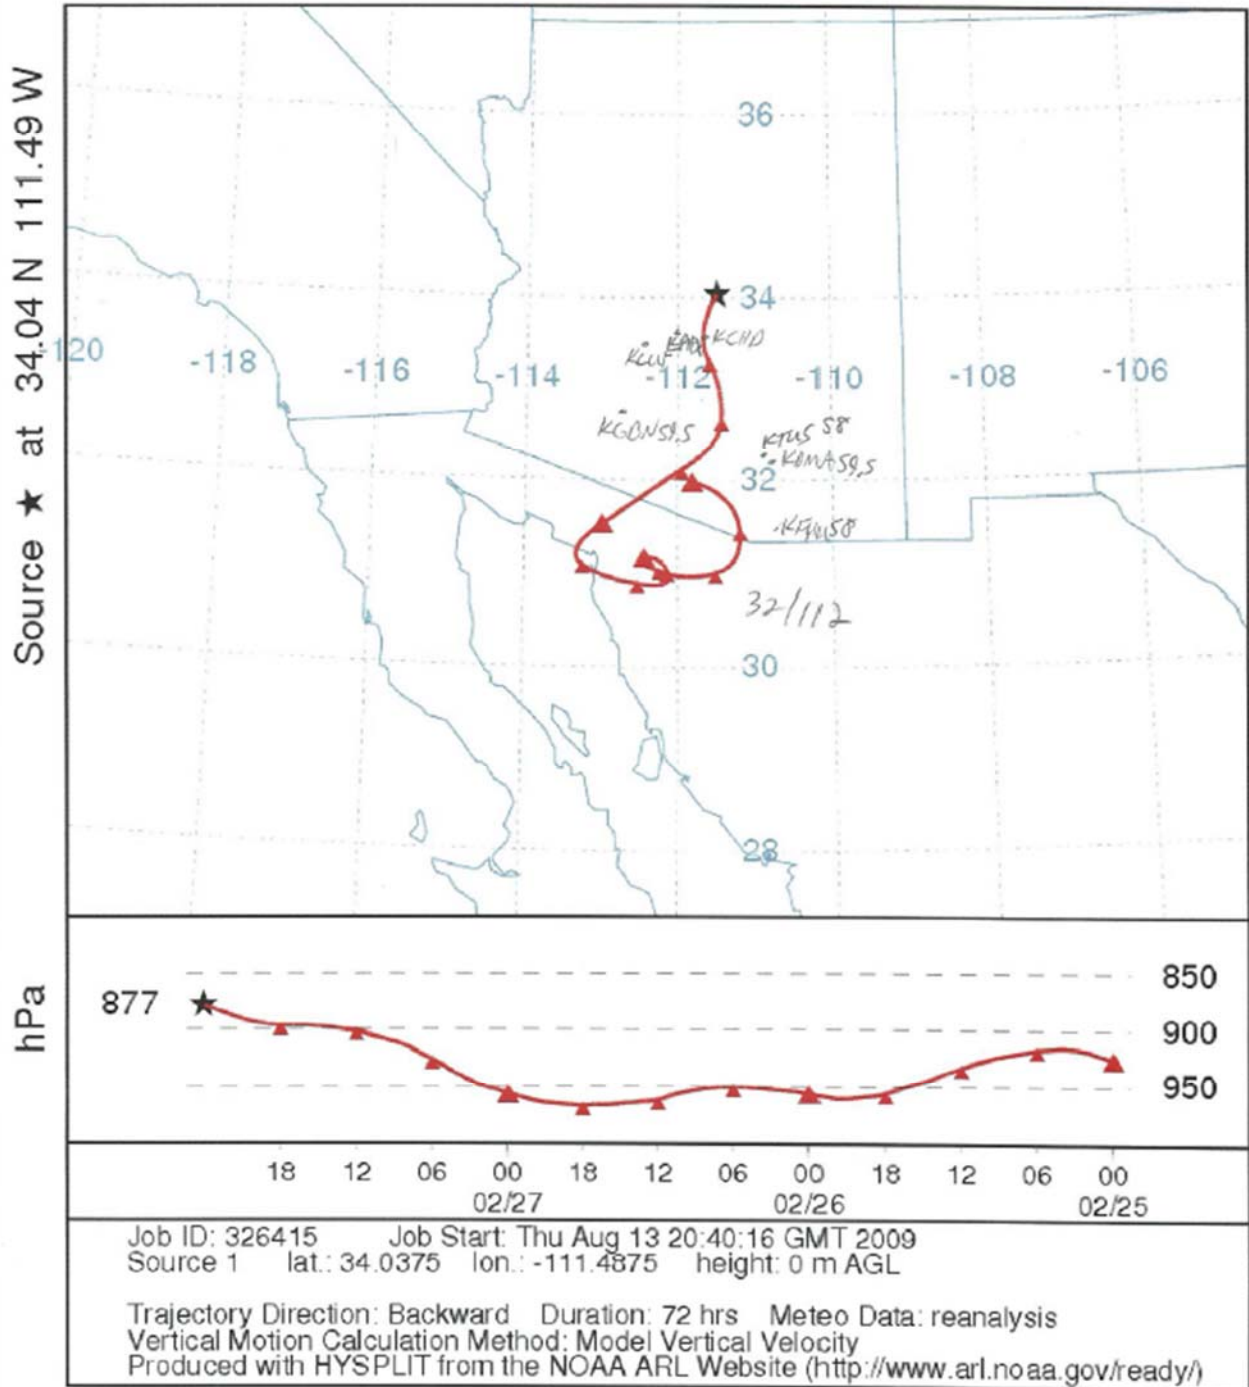 Source ★ at 34.04 N 111.49 W
36
34
KCHD
-120
-118
-116
-114
-112
-110
-108
-106
KGBN 59.5
KTUS 58
KDMA 59.5
32
32/112
30
28
hPa
877
850
900
950
18 12 06 00 18 12 06 00 18 12 06 00
02/27 02/26 02/25
Job ID: 326415 Job Start: Thu Aug 13 20:40:16 GMT 2009
Source 1 lat.: 34.0375 lon.: -111.4875 height: 0 m AGL
Trajectory Direction: Backward Duration: 72 hrs Meteo Data: reanalysis
Vertical Motion Calculation Method: Model Vertical Velocity
Produced with HYSPLIT from the NOAA ARL Website (http://www.arl.noaa.gov/ready/)